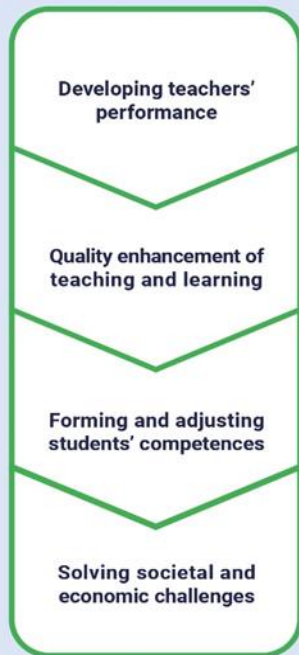 Developing teachers’
performance
Quality enhancement of
teaching and learning
Forming and adjusting
students’ competences
Solving societal and
economic challenges